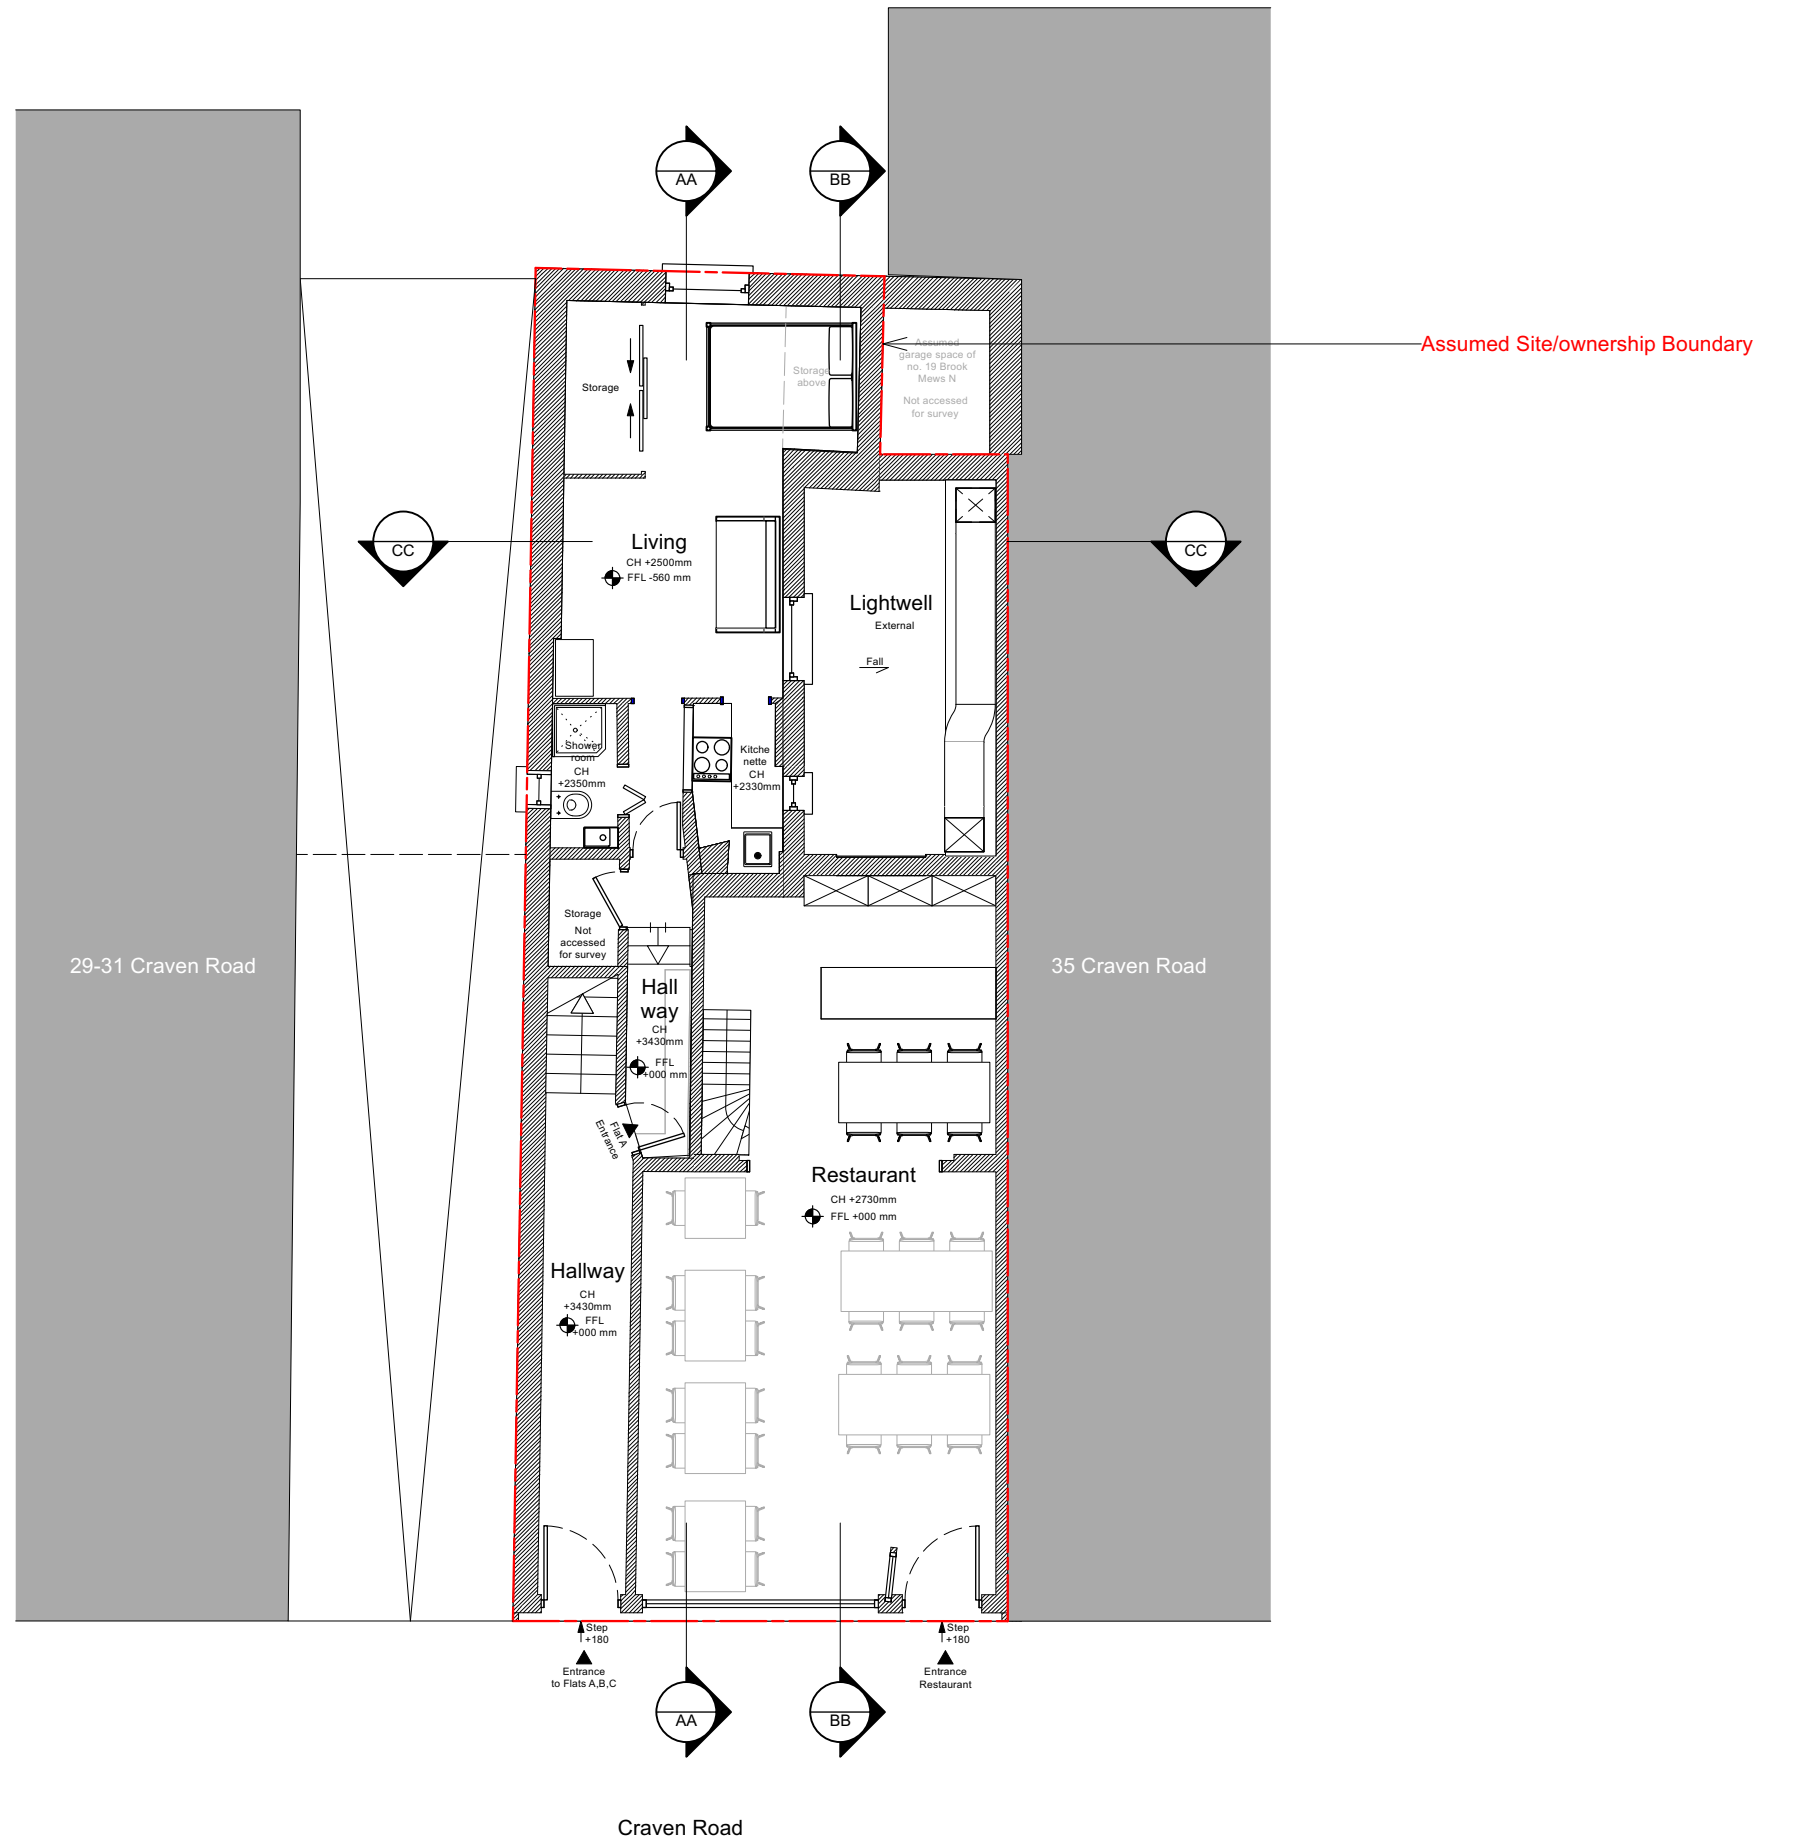 AA
BB
Assumed Site/ownership Boundary
Assumed
garage space of
no. 19 Brook
Mews N
Not accessed
for survey
Storage
above
Storage
CC
CC
Living
CH +2500mm
FFL -560 mm
Lightwell
External
Fall
Shower
room
CH
+2350mm
Kitche
nette
CH
+2330mm
Storage
Not
accessed
for survey
29-31 Craven Road
35 Craven Road
Hall
way
CH
+3430mm
FFL
+000 mm
Flat A
Entrance
Restaurant
CH +2730mm
FFL +000 mm
Hallway
CH
+3430mm
FFL
+000 mm
Step
+180
Entrance
to Flats A,B,C
Step
+180
Entrance
Restaurant
AA
BB
Craven Road